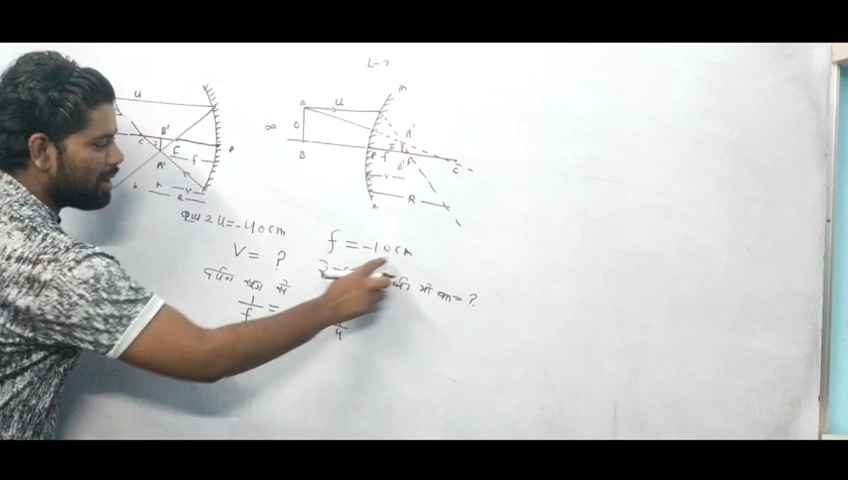 L-7
u
C
B'
F
P
A'
f
v
R
∞
A
u
M
O
B
P
f
F
A'
B'
C
v
R
u=-40cm
v= ?
f =-10cm
दर्पण सूत्र से
m= ?
1/f =
u